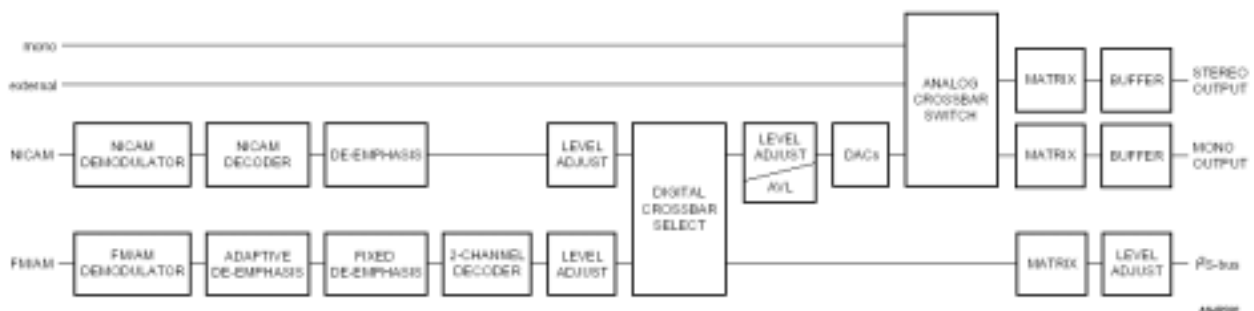 mono
external
ANALOG
CROSSBAR
SWITCH
MATRIX
BUFFER
STEREO
OUTPUT
NICAM
NICAM
DEMODULATOR
NICAM
DECODER
DE-EMPHASIS
LEVEL
ADJUST
DIGITAL
CROSSBAR
SELECT
LEVEL
ADJUST
AVL
DACs
MATRIX
BUFFER
MONO
OUTPUT
FM/AM
FM/AM
DEMODULATOR
ADAPTIVE
DE-EMPHASIS
FIXED
DE-EMPHASIS
2-CHANNEL
DECODER
LEVEL
ADJUST
MATRIX
LEVEL
ADJUST
I²S-bus